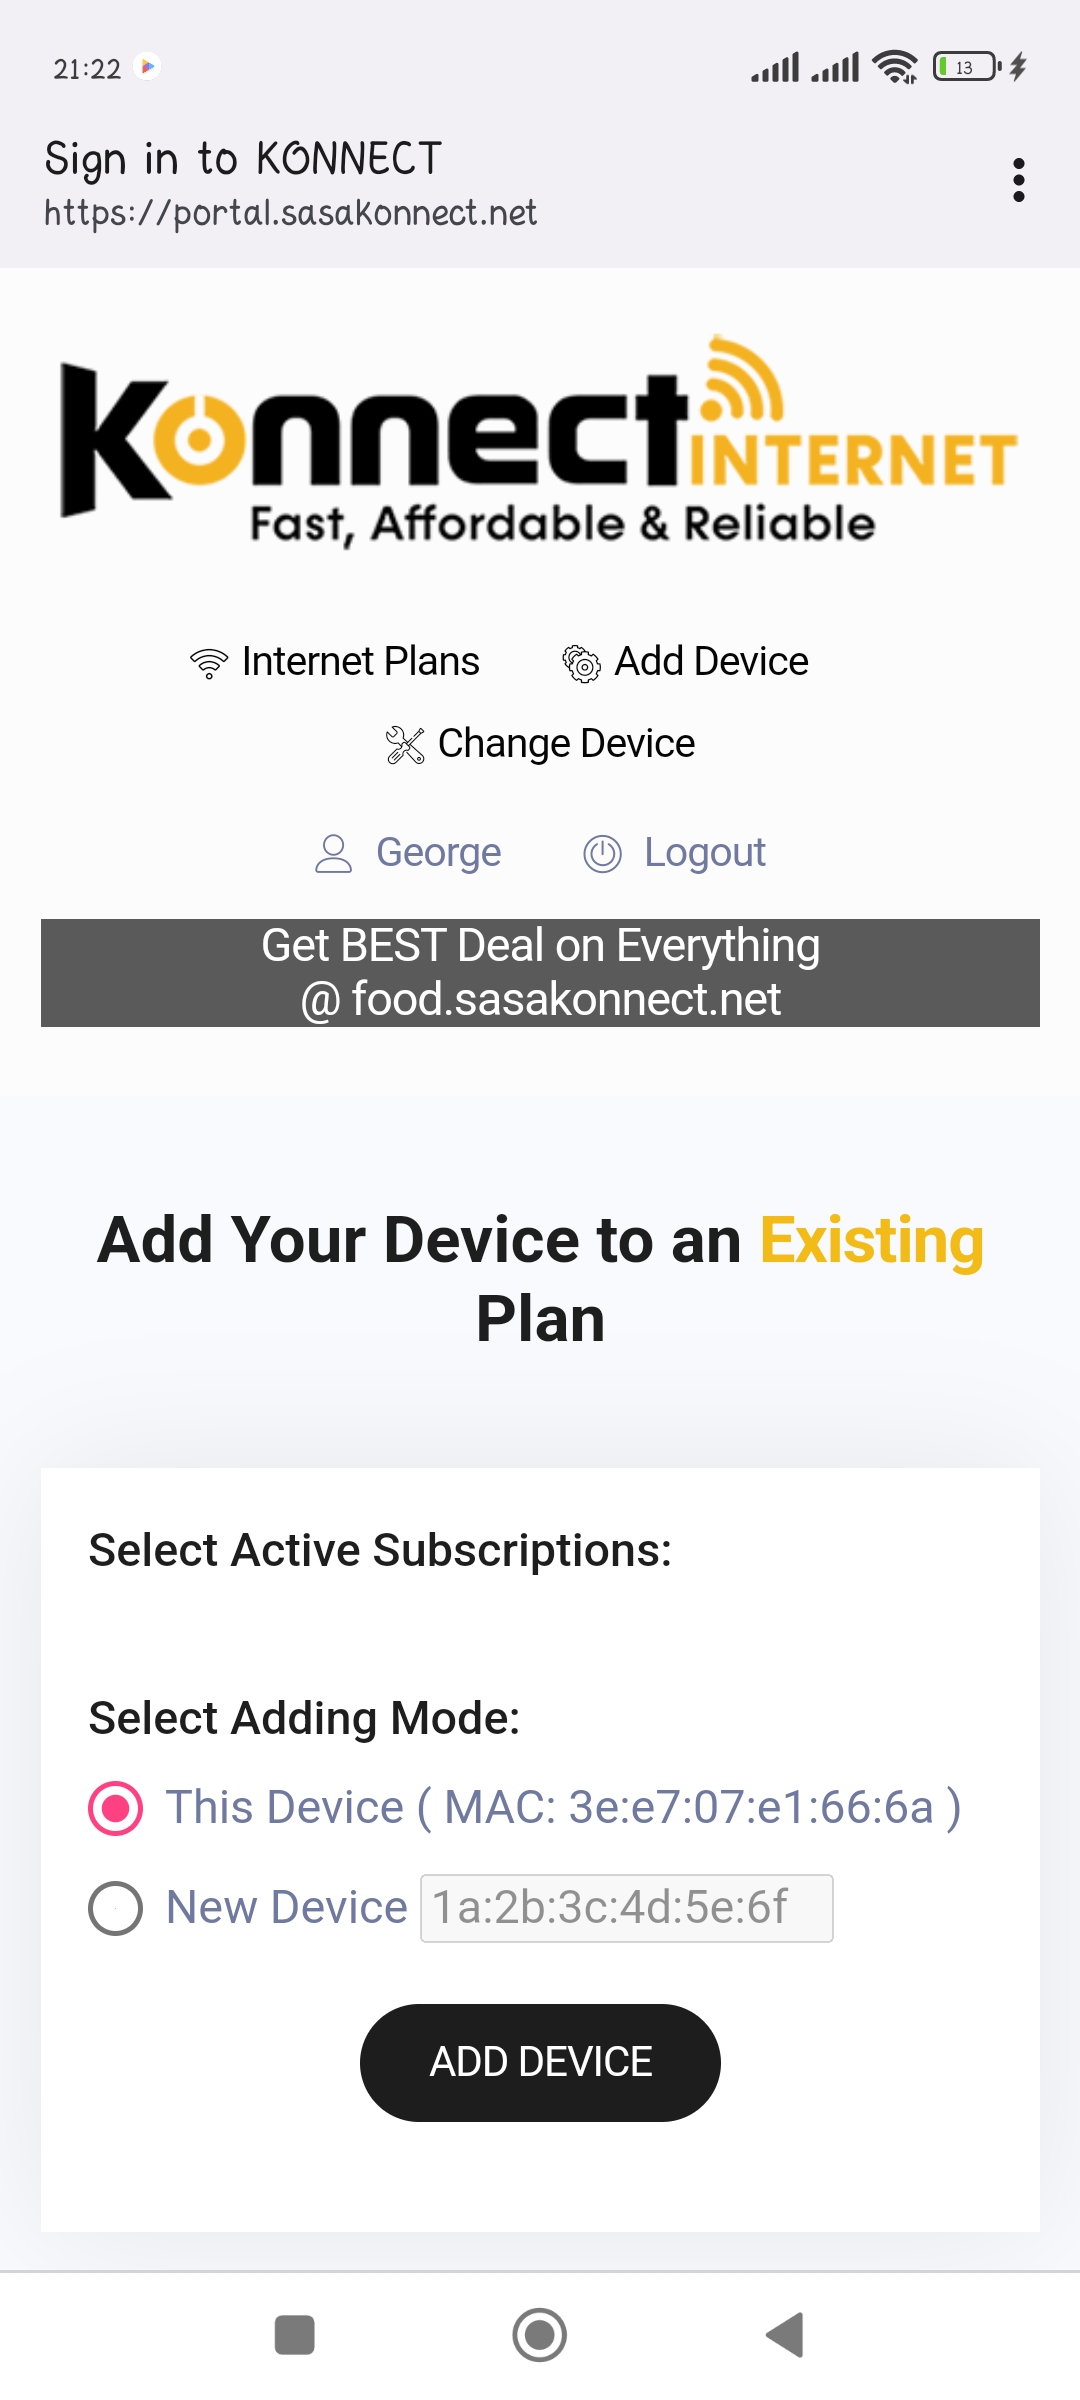 21:22
13
Sign in to KONNECT
https://portal.sasakonnect.net
Konnect INTERNET
Fast, Affordable & Reliable
Internet Plans Add Device
Change Device
George Logout
Get BEST Deal on Everything
@ food.sasakonnect.net
Add Your Device to an Existing
Plan
Select Active Subscriptions:
Select Adding Mode:
This Device ( MAC: 3e:e7:07:e1:66:6a )
New Device 1a:2b:3c:4d:5e:6f
ADD DEVICE